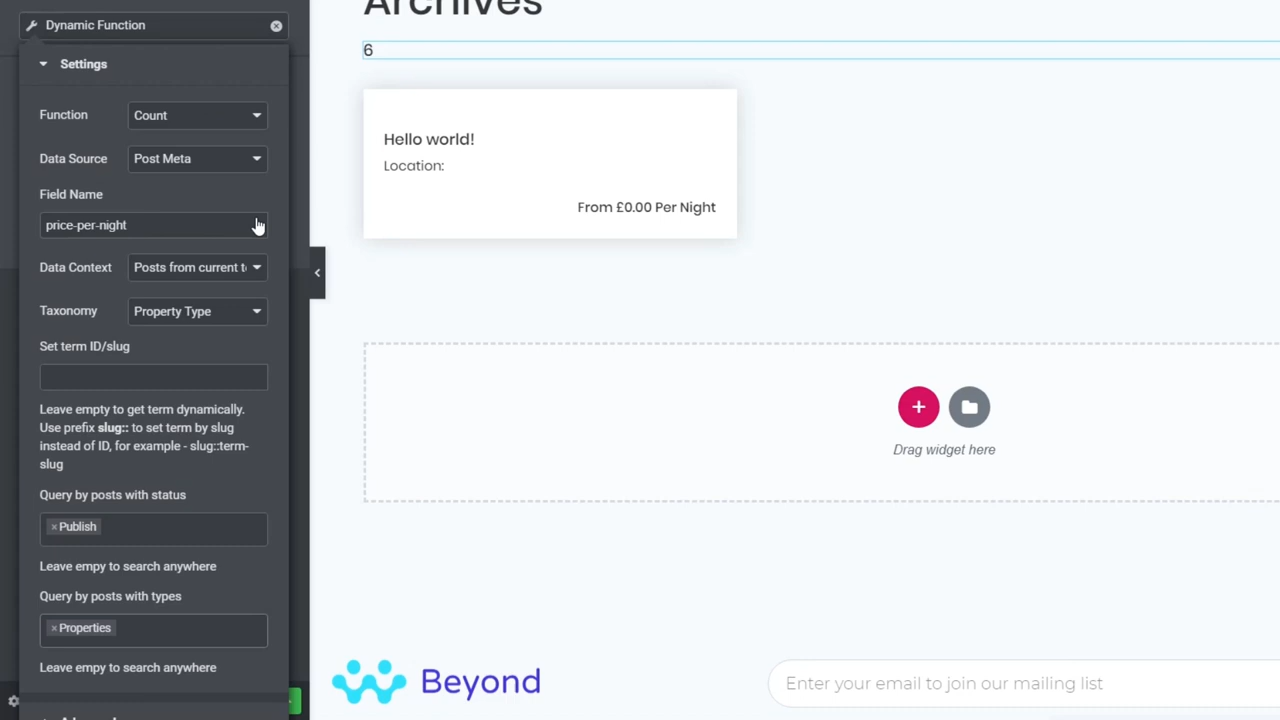 Dynamic Function
Settings
Function Count
Data Source Post Meta
Field Name
price-per-night
Data Context Posts from current t
Taxonomy Property Type
Set term ID/slug
Leave empty to get term dynamically.
Use prefix slug:: to set term by slug
instead of ID, for example - slug::term-
slug
Query by posts with status
×Publish
Leave empy to search anywhere
Query by posts with types
×Properties
Leave empy to search anywhere
Archives
6
Hello world!
Location:
From £0.00 Per Night
Drag widget here
Beyond
Enter your email to join our mailing list